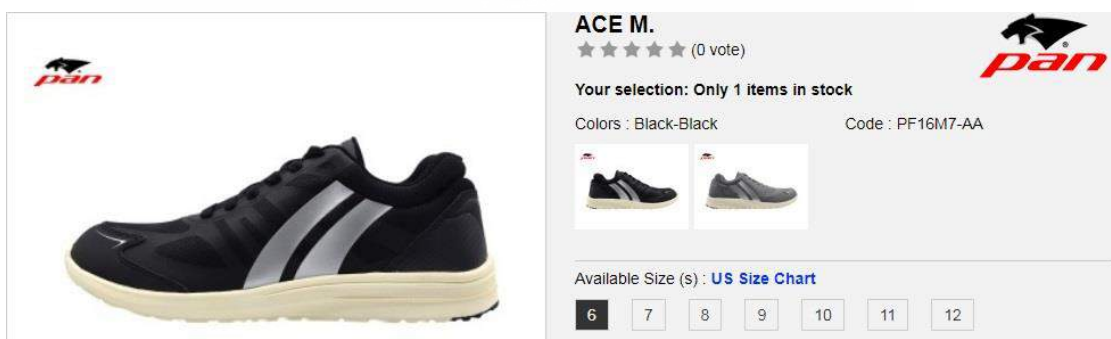 pan
ACE M.
(0 vote)
pan
Your selection: Only 1 items in stock
Colors : Black-Black
Code : PF16M7-AA
Available Size (s) : US Size Chart
6 7 8 9 10 11 12